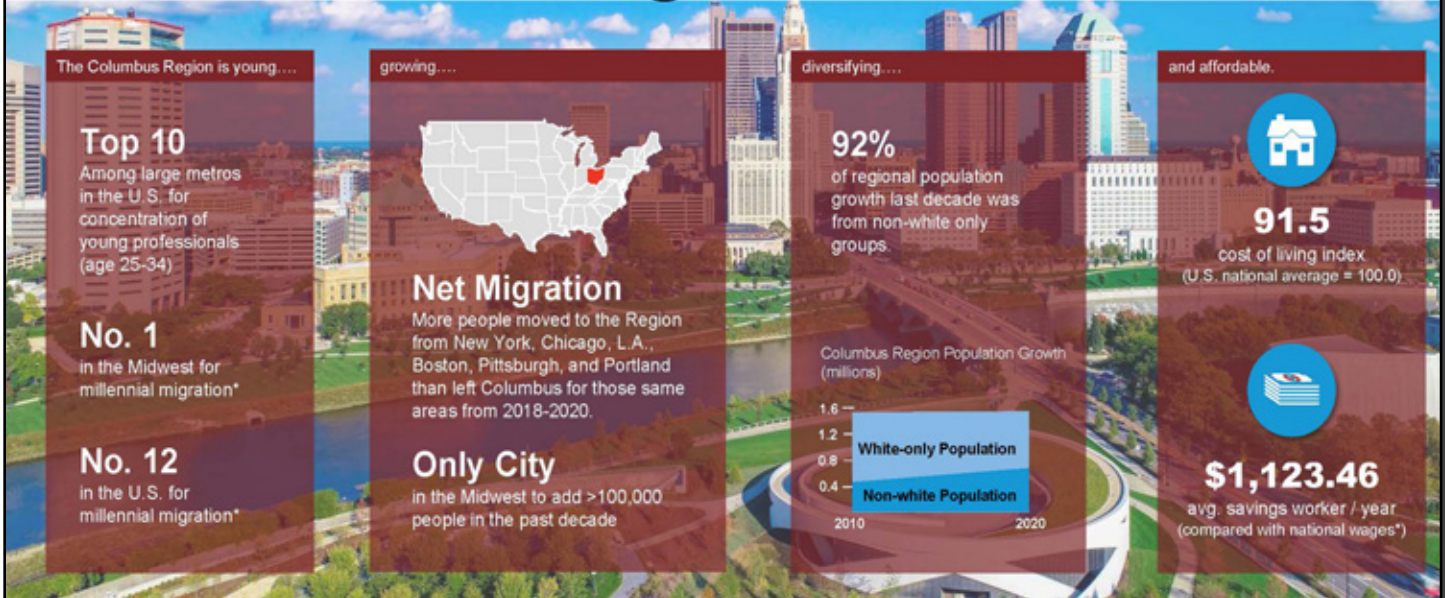 The Columbus Region is young....
Top 10
Among large metros
in the U.S. for
concentration of
young professionals
(age 25-34)
No. 1
in the Midwest for
millennial migration*
No. 12
in the U.S. for
millennial migration*
growing....
Net Migration
More people moved to the Region
from New York, Chicago, L.A.,
Boston, Pittsburgh, and Portland
than left Columbus for those same
areas from 2018-2020.
Only City
in the Midwest to add >100,000
people in the past decade
diversifying....
92%
of regional population
growth last decade was
from non-white only
groups.
Columbus Region Population Growth
(millions)
1.6
1.2
0.8
0.4
White-only Population
Non-white Population
2010 2020
and affordable.
91.5
cost of living index
(U.S. national average = 100.0)
$1,123.46
avg. savings worker / year
(compared with national wages*)